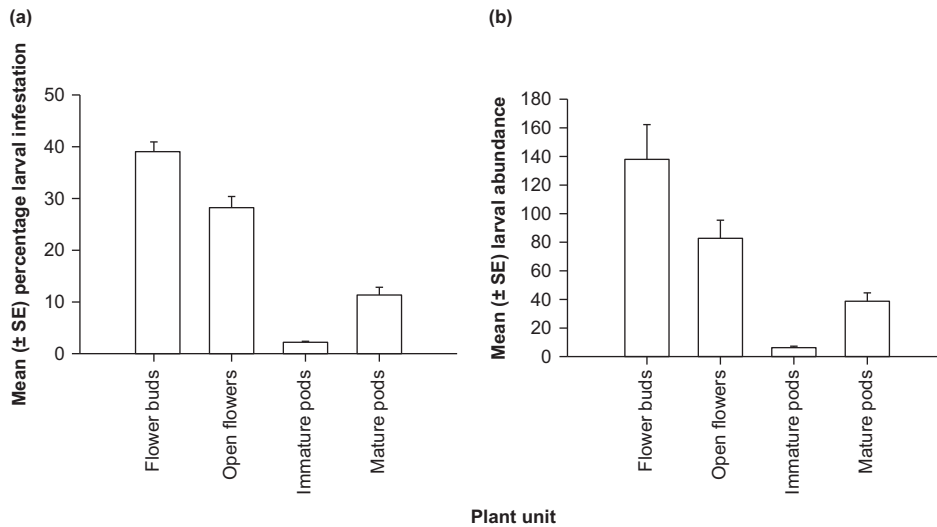 (a)
Mean (± SE) percentage larval infestation
50
40
30
20
10
0
Flower buds
Open flowers
Immature pods
Mature pods
(b)
Mean (± SE) larval abundance
180
160
140
120
100
80
60
40
20
0
Flower buds
Open flowers
Immature pods
Mature pods
Plant unit